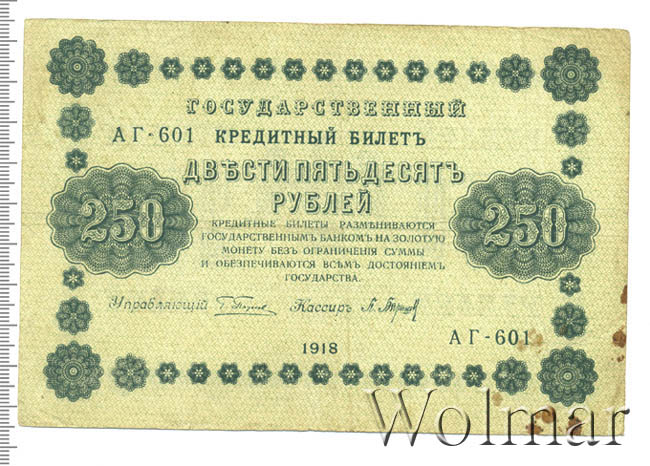 ГОСУДАРСТВЕННЫЙ
АГ-601 КРЕДИТНЫЙ БИЛЕТЪ
ДВѢСТИ ПЯТЬДЕСЯТЪ
РУБЛЕЙ
250
250
КРЕДИТНЫЕ БИЛЕТЫ РАЗМѢНИВАЮТСЯ
ГОСУДАРСТВЕННЫМЪ БАНКОМЪ НА ЗОЛОТУЮ
МОНЕТУ БЕЗЪ ОГРАНИЧЕНІЯ СУММЫ
И ОБЕЗПЕЧИВАЮТСЯ ВСѢМЪ ДОСТОЯНІЕМЪ
ГОСУДАРСТВА.
Управляющій Кассиръ
АГ-601
1918
Wolmar